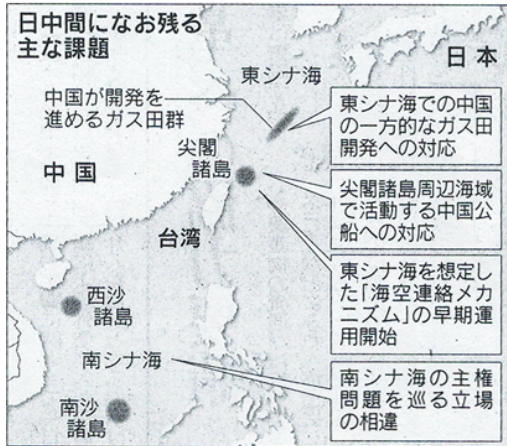 日中間になお残る
主な課題
東シナ海
日本
中国が開発を
進めるガス田群
東シナ海での中国
の一方的なガス田
開発への対応
尖閣
諸島
中国
尖閣諸島周辺海域
で活動する中国公
船への対応
台湾
東シナ海を想定し
た「海空連絡メカ
ニズム」の早期運
用開始
西沙
諸島
南シナ海
南シナ海の主権
問題を巡る立場
の相違
南沙
諸島